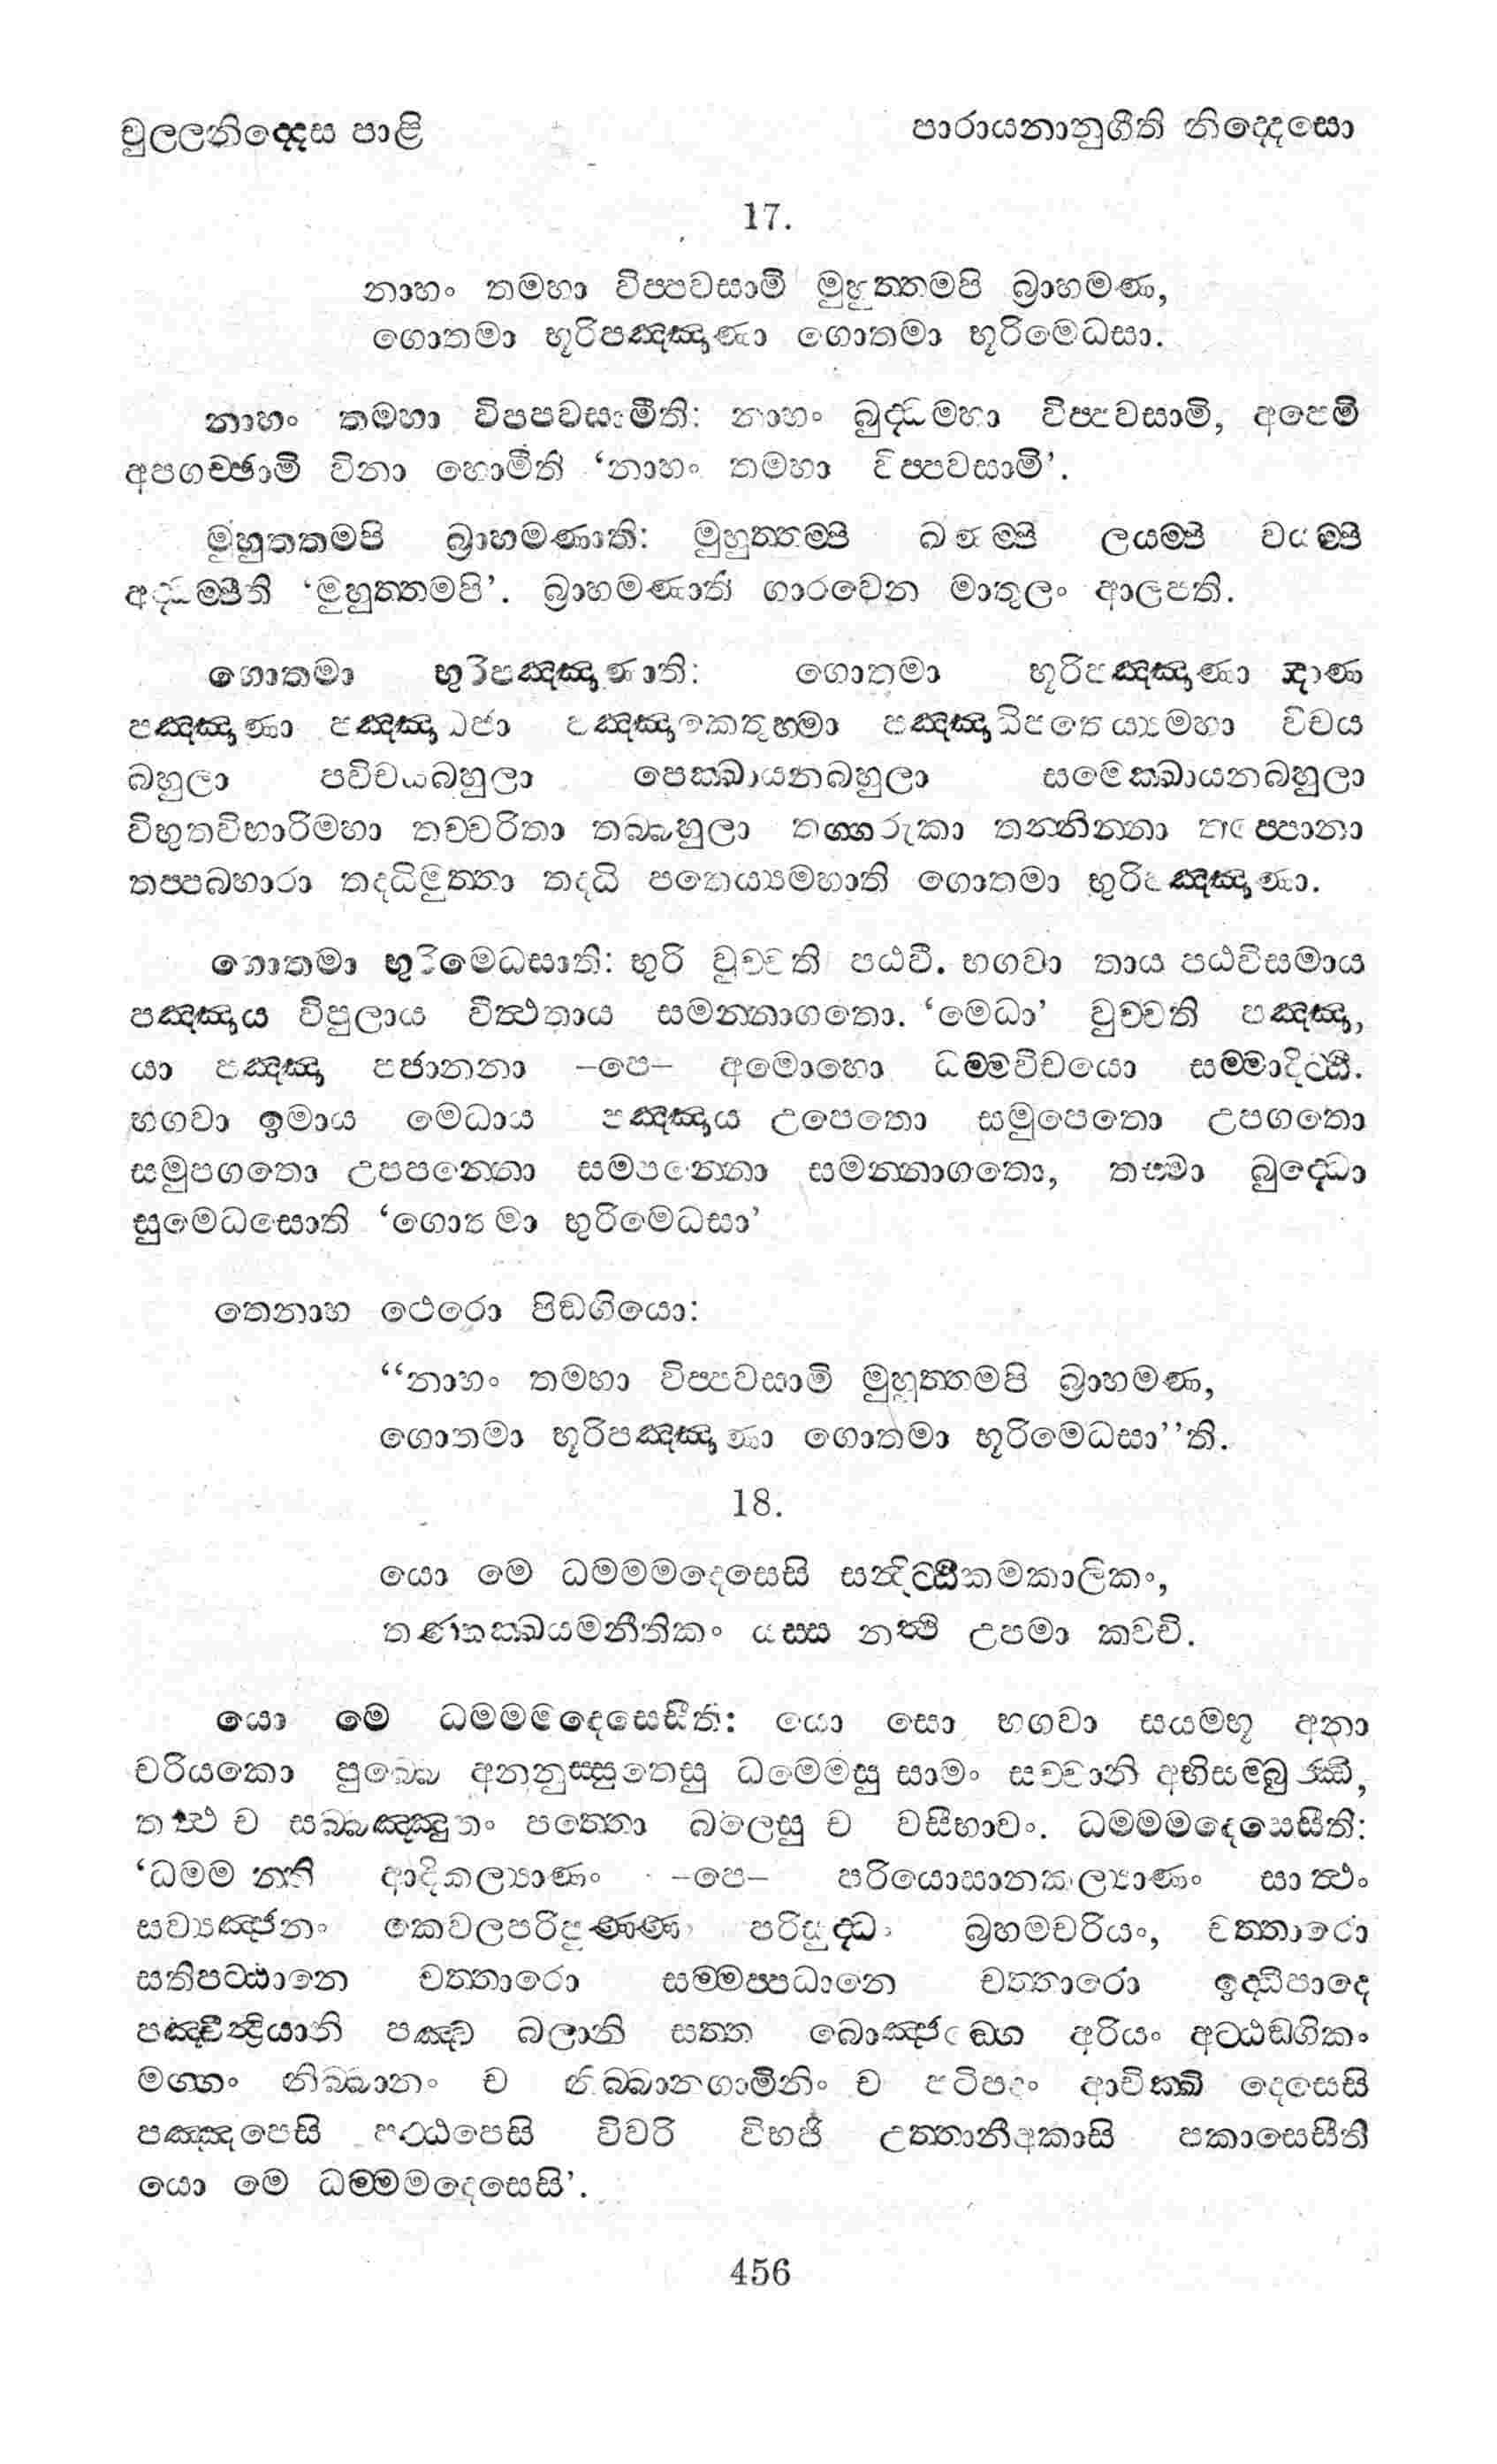 චුල්ලනිද්දෙස පාළි
පාරායනානුගීති නිද්දෙසො
17.
නාහං තම්හා විප්පවසාමි මුහුත්තමපි බ්‍රාහ්මණ,
ගොතමා භූරිපඤ්ඤාණා ගොතමා භූරිමෙධසා.
නාහං තම්හා විප්පවසාමීති: නාහං බුද්ධම්හා විප්පවසාමි, අපෙමි
අපගච්ඡාමි විනා හොමීති ‘නාහං තම්හා විප්පවසාමි’.
මුහුත්තමපි බ්‍රාහ්මණාති: මුහුත්තම්පි ඛණම්පි ලයම්පි වයම්පි
අද්ධම්පීති ‘මුහුත්තමපි’. බ්‍රාහ්මණාති ගාරවෙන මාතුලං ආලපති.
ගොතමා භුරිපඤ්ඤාණාති: ගොතමා භූරිපඤ්ඤාණා ඤාණ
පඤ්ඤාණා පඤ්ඤාධජා පඤ්ඤාකෙතුම්හා පඤ්ඤාධිපතෙය්‍යම්හා විචය
බහුලා පවිචයබහුලා පෙක්ඛායනබහුලා සමෙක්ඛායනබහුලා
විභුතවිහාරිම්හා තච්චරිතා තබ්බහුලා තග්ගරුකා තන්නින්නා තප්පොනා
තප්පබ්භාරා තදධිමුත්තා තදධි පතෙය්‍යම්හාති ගොතමා භුරිපඤ්ඤාණා.
ගොතමා භුරිමෙධසාති: භුරි වුච්චති පඨවී. භගවා තාය පඨවිසමාය
පඤ්ඤාය විපුලාය විත්‍ථතාය සමන්නාගතො. ‘මෙධා’ වුච්චති පඤ්ඤා,
යා පඤ්ඤා පජානනා –පෙ– අමොහො ධම්මවිචයො සම්මාදිට්ඨි.
භගවා ඉමාය මෙධාය පඤ්ඤාය උපෙතො සමුපෙතො උපගතො
සමුපගතො උපපන්නො සම්පන්නො සමන්නාගතො, තස්මා බුද්ධො
සුමෙධසොති ‘ගොතමා භුරිමෙධසා’
තෙනාහ ථෙරො පිඞ්ගියො:
“නාහං තම්හා විප්පවසාමි මුහුත්තමපි බ්‍රාහ්මණ,
ගොතමා භූරිපඤ්ඤාණා ගොතමා භූරිමෙධසා”ති.
18.
යො මෙ ධම්මමදෙසෙසි සන්දිට්ඨිකමකාලිකං,
තණ්හක්ඛයමනීතිකං යස්ස නත්‍ථි උපමා ක්වචි.
යො මෙ ධම්මමදෙසෙසීති: යො සො භගවා සයම්භූ අනා
චරියකො පුබ්බෙ අනනුස්සුතෙසු ධම්මෙසු සාමං සච්චානි අභිසම්බුජ්ඣි,
තත්‍ථ ච සබ්බඤ්ඤුතං පත්තො බලෙසු ච වසීභාවං. ධම්මමදෙසෙසීති:
‘ධම්මන්ති ආදිකල්‍යාණං –පෙ– පරියොසානකල්‍යාණං සාත්‍ථං
සව්‍යඤ්ජනං කෙවලපරිපුණ්ණං පරිසුද්ධං බ්‍රහ්මචරියං, චත්තාරො
සතිපට්ඨානෙ චත්තාරො සම්මප්පධානෙ චත්තාරො ඉද්ධිපාදෙ
පඤ්චින්‍ද්‍රියානි පඤ්ච බලානි සත්ත බොජ්ඣඞ්ගෙ අරියං අට්ඨඞ්ගිකං
මග්ගං නිබ්බානං ච නිබ්බානගාමිනිං ච පටිපදං ආචික්ඛි දෙසෙසි
පඤ්ඤපෙසි පට්ඨපෙසි විවරි විභජි උත්තානීඅකාසි පකාසෙසීති
යො මෙ ධම්මමදෙසෙසි’.
456